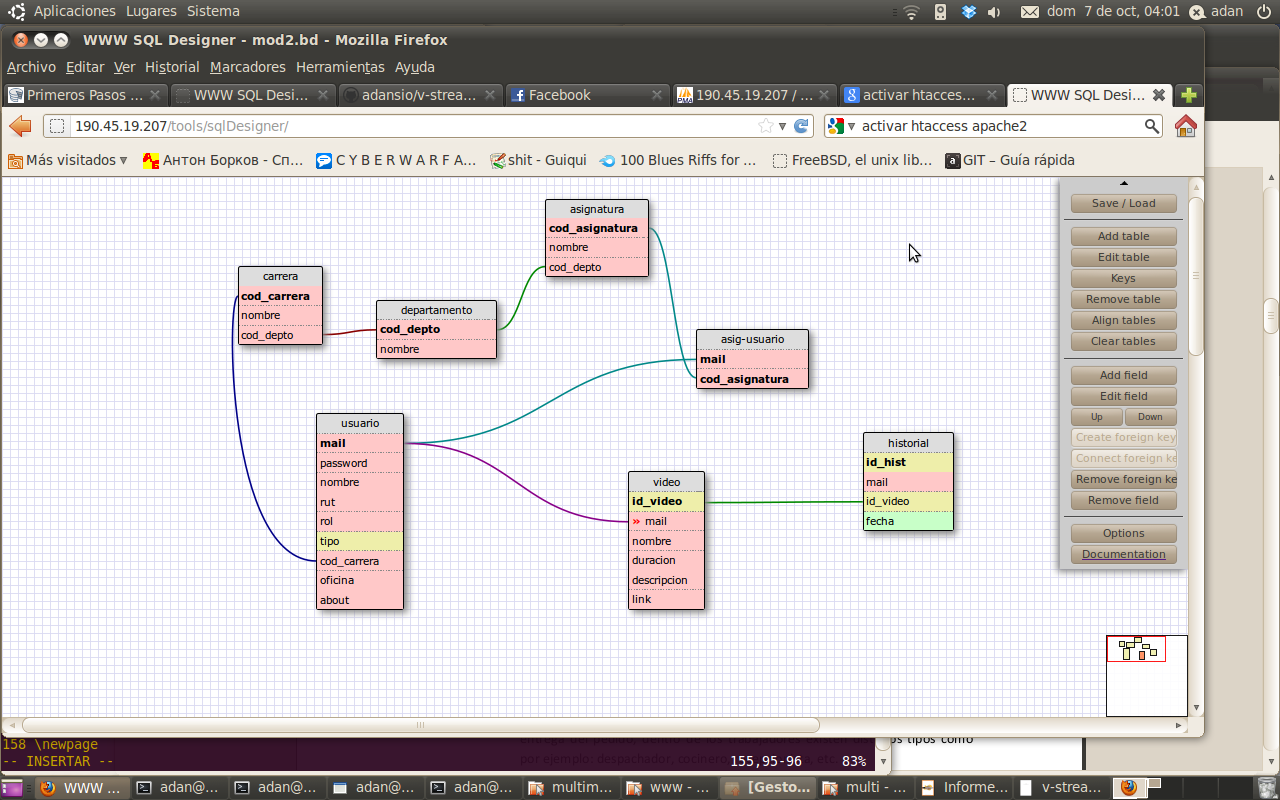 Aplicaciones Lugares Sistema
dom 7 de oct, 04:01 adan
WWW SQL Designer - mod2.bd - Mozilla Firefox
Archivo Editar Ver Historial Marcadores Herramientas Ayuda
Primeros Pasos ...
WWW SQL Desi...
adansio/v-strea...
Facebook
190.45.19.207 / ...
activar htacces...
WWW SQL Desi...
190.45.19.207/tools/sqlDesigner/
activar htaccess apache2
Más visitados
Антон Борков - Сп...
C Y B E R W A R F A...
shit - Guiqui
100 Blues Riffs for ...
FreeBSD, el unix lib...
GIT – Guía rápida
asignatura
cod_asignatura
nombre
cod_depto
carrera
cod_carrera
nombre
cod_depto
departamento
cod_depto
nombre
asig-usuario
mail
cod_asignatura
usuario
mail
password
nombre
rut
rol
tipo
cod_carrera
oficina
about
video
id_video
» mail
nombre
duracion
descripcion
link
historial
id_hist
mail
id_video
fecha
Save / Load
Add table
Edit table
Keys
Remove table
Align tables
Clear tables
Add field
Edit field
Up Down
Create foreign key
Connect foreign ke
Remove foreign ke
Remove field
Options
Documentation
158 \newpage
-- INSERTAR --
155,95-96 83%
os tipos como
por ejemplo: despachador, cocinero
WWW ...
adan@...
adan@...
adan@...
adan@...
multim...
www - ...
[Gesto...
multi - ...
Informe...
v-strea...